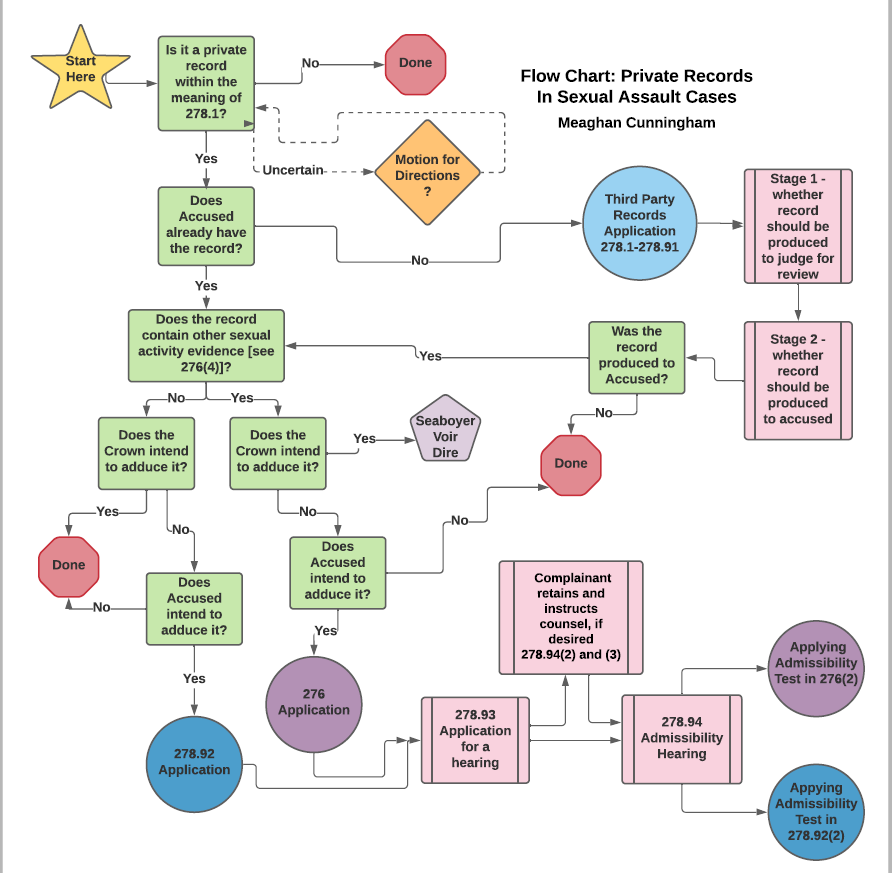 Start
Here
Is it a private
record
within the
meaning of
278.1?
No
Done
Flow Chart: Private Records
In Sexual Assault Cases
Meaghan Cunningham
Uncertain
Motion for
Directions
?
Yes
Does
Accused
already have
the record?
No
Third Party
Records
Application
278.1-278.91
Stage 1 -
whether
record
should be
produced
to judge for
review
Yes
Does the record
contain other sexual
activity evidence [see
276(4)]?
Yes
Was the
record
produced to
Accused?
Stage 2 -
whether
record
should be
produced
to accused
No
Yes
No
Does the
Crown intend
to adduce it?
Does the
Crown intend
to adduce it?
Yes
Seaboyer
Voir
Dire
Done
Yes
No
No
No
Done
Does
Accused
intend to
adduce it?
Does
Accused
intend to
adduce it?
No
Yes
Yes
Complainant
retains and
instructs
counsel, if
desired
278.94(2) and (3)
276
Application
278.92
Application
278.93
Application
for a
hearing
278.94
Admissibility
Hearing
Applying
Admissibility
Test in 276(2)
Appying
Admissibility
Test in
278.92(2)